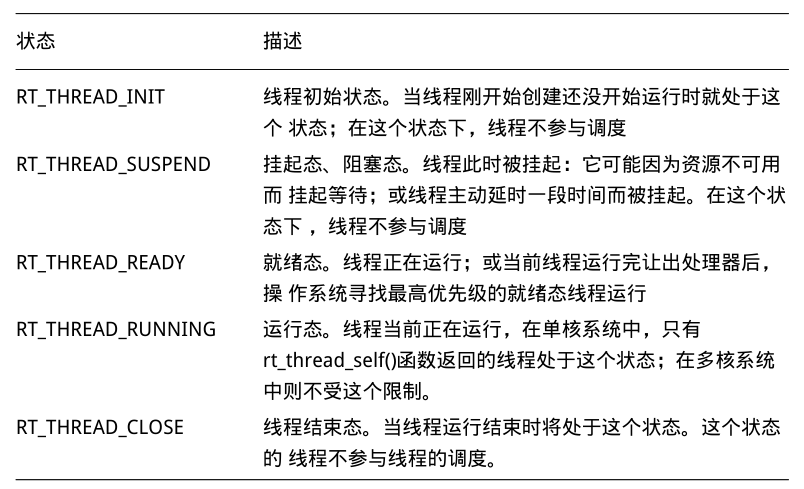 状态 描述
RT_THREAD_INIT 线程初始状态。当线程刚开始创建还没开始运行时就处于这
个 状态；在这个状态下，线程不参与调度
RT_THREAD_SUSPEND 挂起态、阻塞态。线程此时被挂起：它可能因为资源不可用
而 挂起等待；或线程主动延时一段时间而被挂起。在这个状
态下 ，线程不参与调度
RT_THREAD_READY 就绪态。线程正在运行；或当前线程运行完让出处理器后，
操 作系统寻找最高优先级的就绪态线程运行
RT_THREAD_RUNNING 运行态。线程当前正在运行，在单核系统中，只有
rt_thread_self()函数返回的线程处于这个状态；在多核系统
中则不受这个限制。
RT_THREAD_CLOSE 线程结束态。当线程运行结束时将处于这个状态。这个状态
的 线程不参与线程的调度。